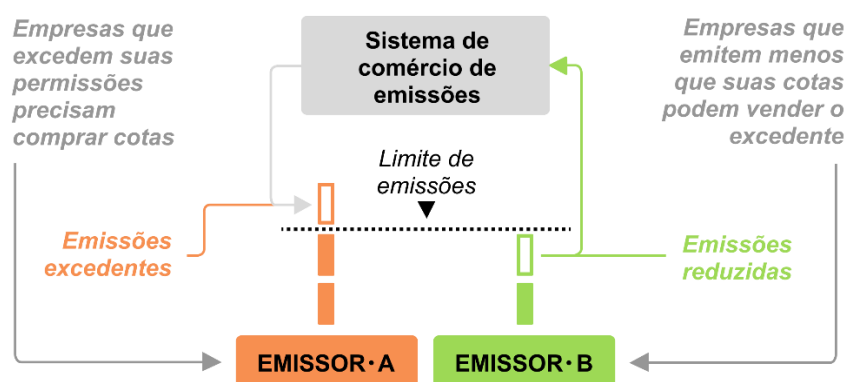 Empresas que
excedem suas
permissões
precisam
comprar cotas
Sistema de
comércio de
emissões
Empresas que
emitem menos
que suas cotas
podem vender o
excedente
Limite de
emissões
Emissões
excedentes
Emissões
reduzidas
EMISSOR·A
EMISSOR·B